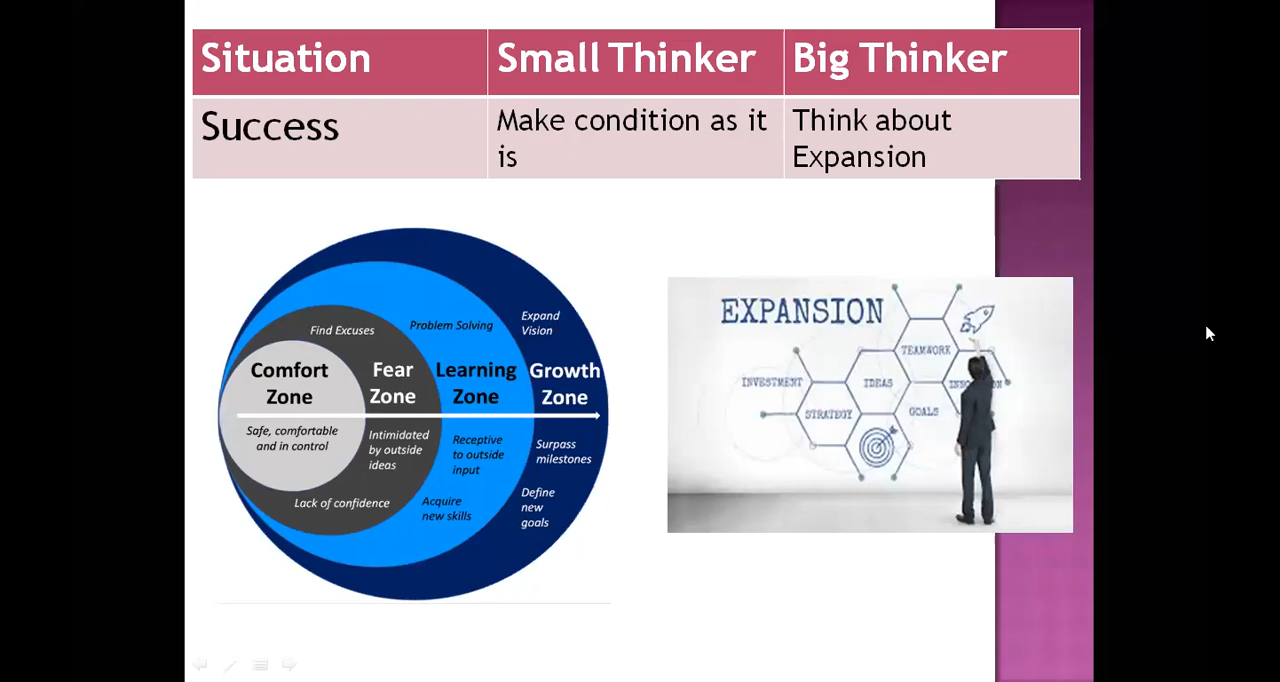 Situation
Small Thinker
Big Thinker
Success
Make condition as it
is
Think about
Expansion
Find Excuses
Problem Solving
Expand
Vision
Comfort
Zone
Fear
Zone
Learning
Zone
Growth
Zone
Safe, comfortable
and in control
Intimidated
by outside
ideas
Lack of confidence
Receptive
to outside
input
Acquire
new skills
Surpass
milestones
Define
new
goals
EXPANSION
TEAMWORK
INVESTMENT
IDEAS
STRATEGY
GOALS